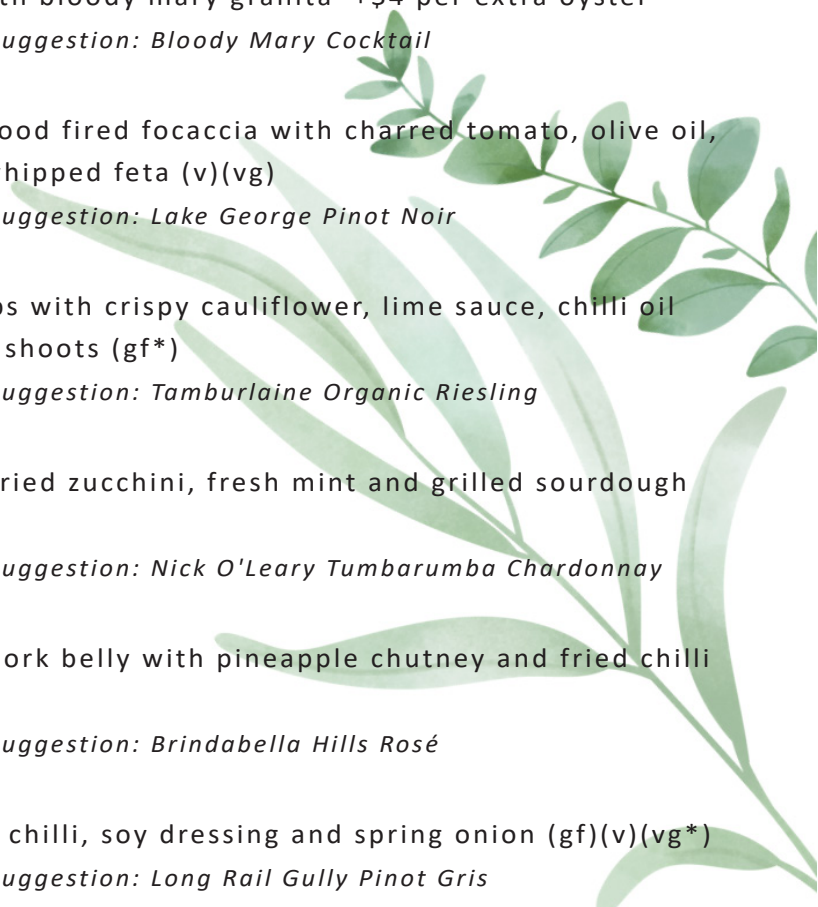 bloody mary granita +$4 per extra oyster
uggestion: Bloody Mary Cocktail
ood fired focaccia with charred tomato, olive oil,
hipped feta (v)(vg)
uggestion: Lake George Pinot Noir
s with crispy cauliflower, lime sauce, chilli oil
shoots (gf*)
uggestion: Tamburlaine Organic Riesling
ried zucchini, fresh mint and grilled sourdough
uggestion: Nick O'Leary Tumbarumba Chardonnay
ork belly with pineapple chutney and fried chilli
uggestion: Brindabella Hills Rosé
chilli, soy dressing and spring onion (gf)(v)(vg*)
uggestion: Long Rail Gully Pinot Gris